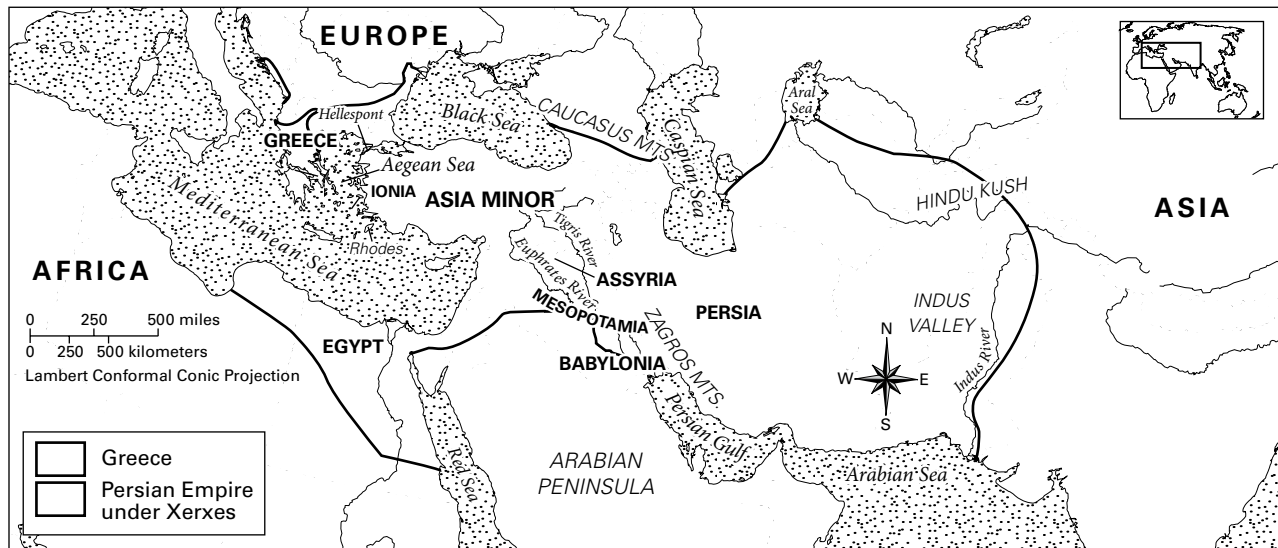 EUROPE
Hellespont
Black Sea
CAUCASUS MTS.
Caspian Sea
Aral
Sea
GREECE
Aegean Sea
IONIA
ASIA MINOR
HINDU KUSH
ASIA
Mediterranean Sea
Rhodes
Tigris River
Euphrates River
AFRICA
ASSYRIA
MESOPOTAMIA
PERSIA
INDUS
VALLEY
0 250 500 miles
0 250 500 kilometers
Lambert Conformal Conic Projection
EGYPT
BABYLONIA
ZAGROS MTS.
Indus River
N
W
E
S
Persian Gulf
Red Sea
ARABIAN
PENINSULA
Arabian Sea
Greece
Persian Empire
under Xerxes